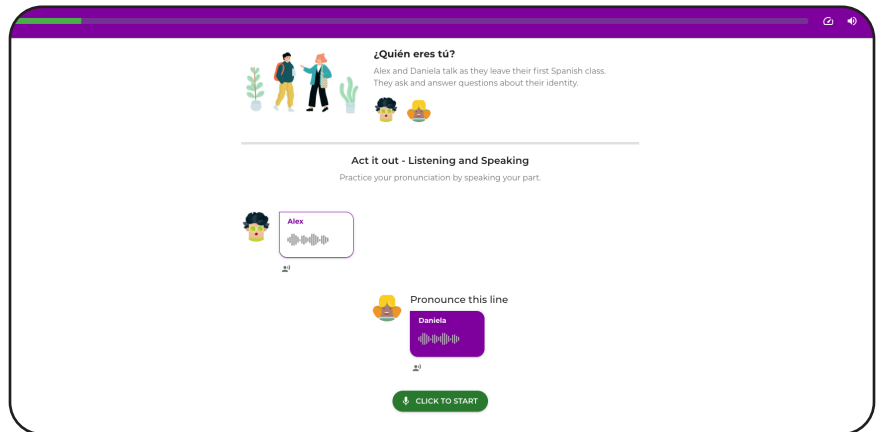 ¿Quién eres tú?
Alex and Daniela talk as they leave their first Spanish class.
They ask and answer questions about their identity.
Act it out - Listening and Speaking
Practice your pronunciation by speaking your part.
Alex
Pronounce this line
Daniela
CLICK TO START